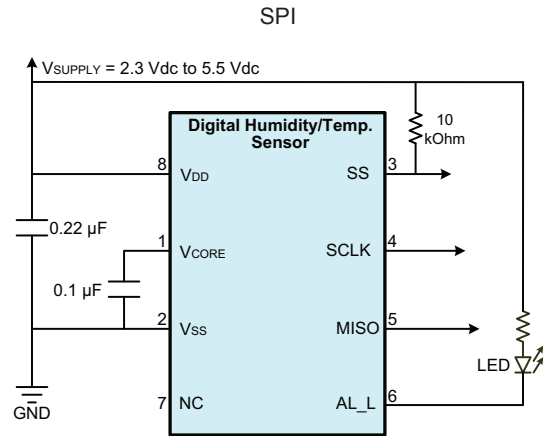 SPI
VSUPPLY = 2.3 Vdc to 5.5 Vdc
Digital Humidity/Temp.
Sensor
10
kOhm
8
VDD
SS
3
0.22 µF
1
VCORE
SCLK
4
0.1 µF
2
VSS
MISO
5
LED
GND
7
NC
AL_L
6